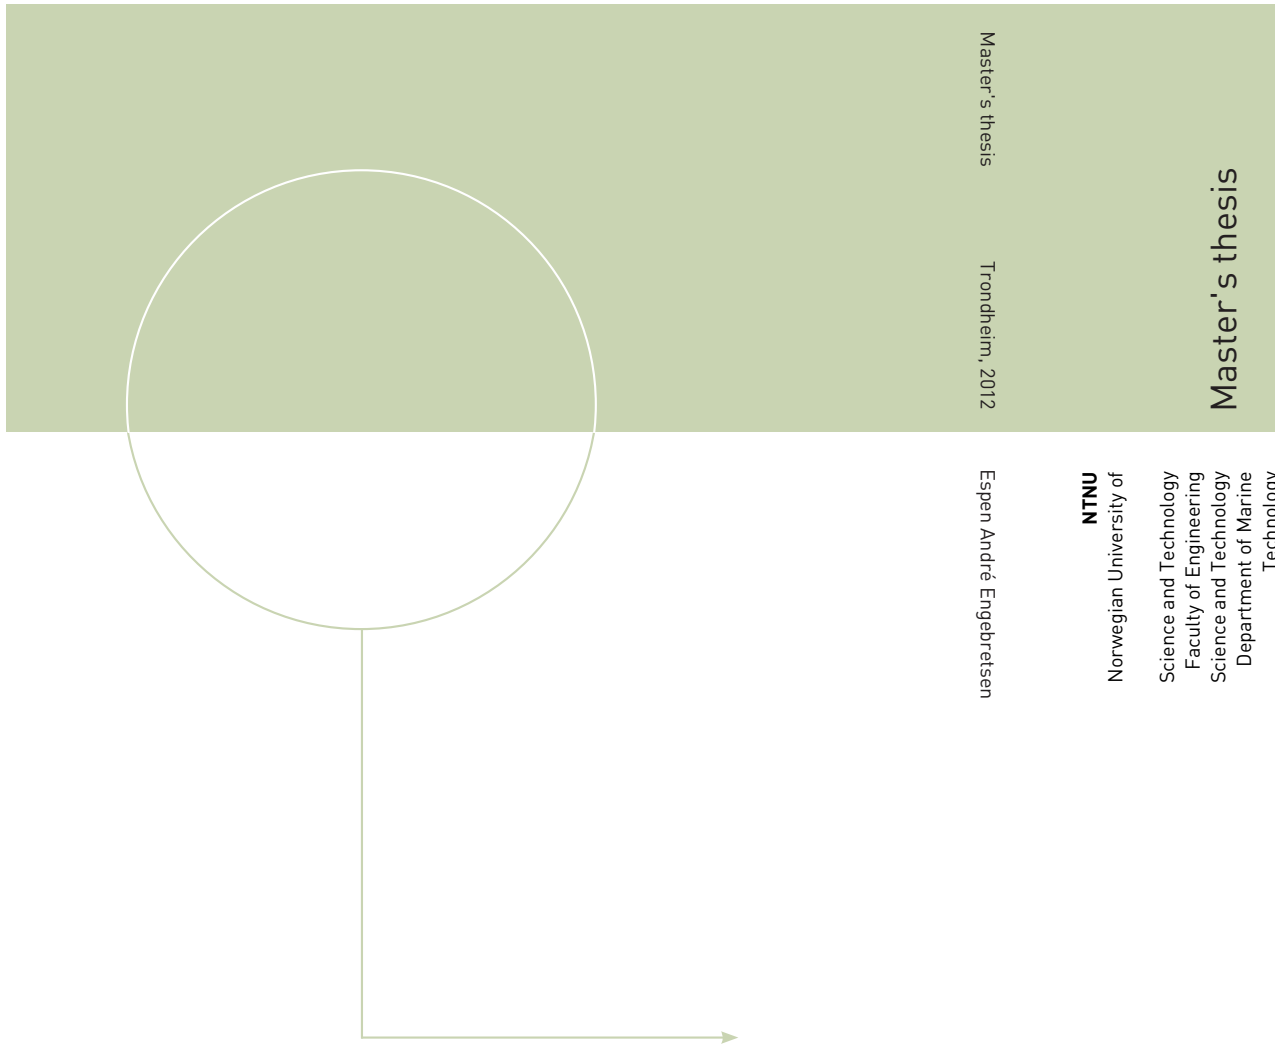 Master's thesis
Trondheim, 2012
Espen André Engebretsen
Master's thesis
NTNU
Norwegian University of
Science and Technology
Faculty of Engineering
Science and Technology
Department of Marine
Technology